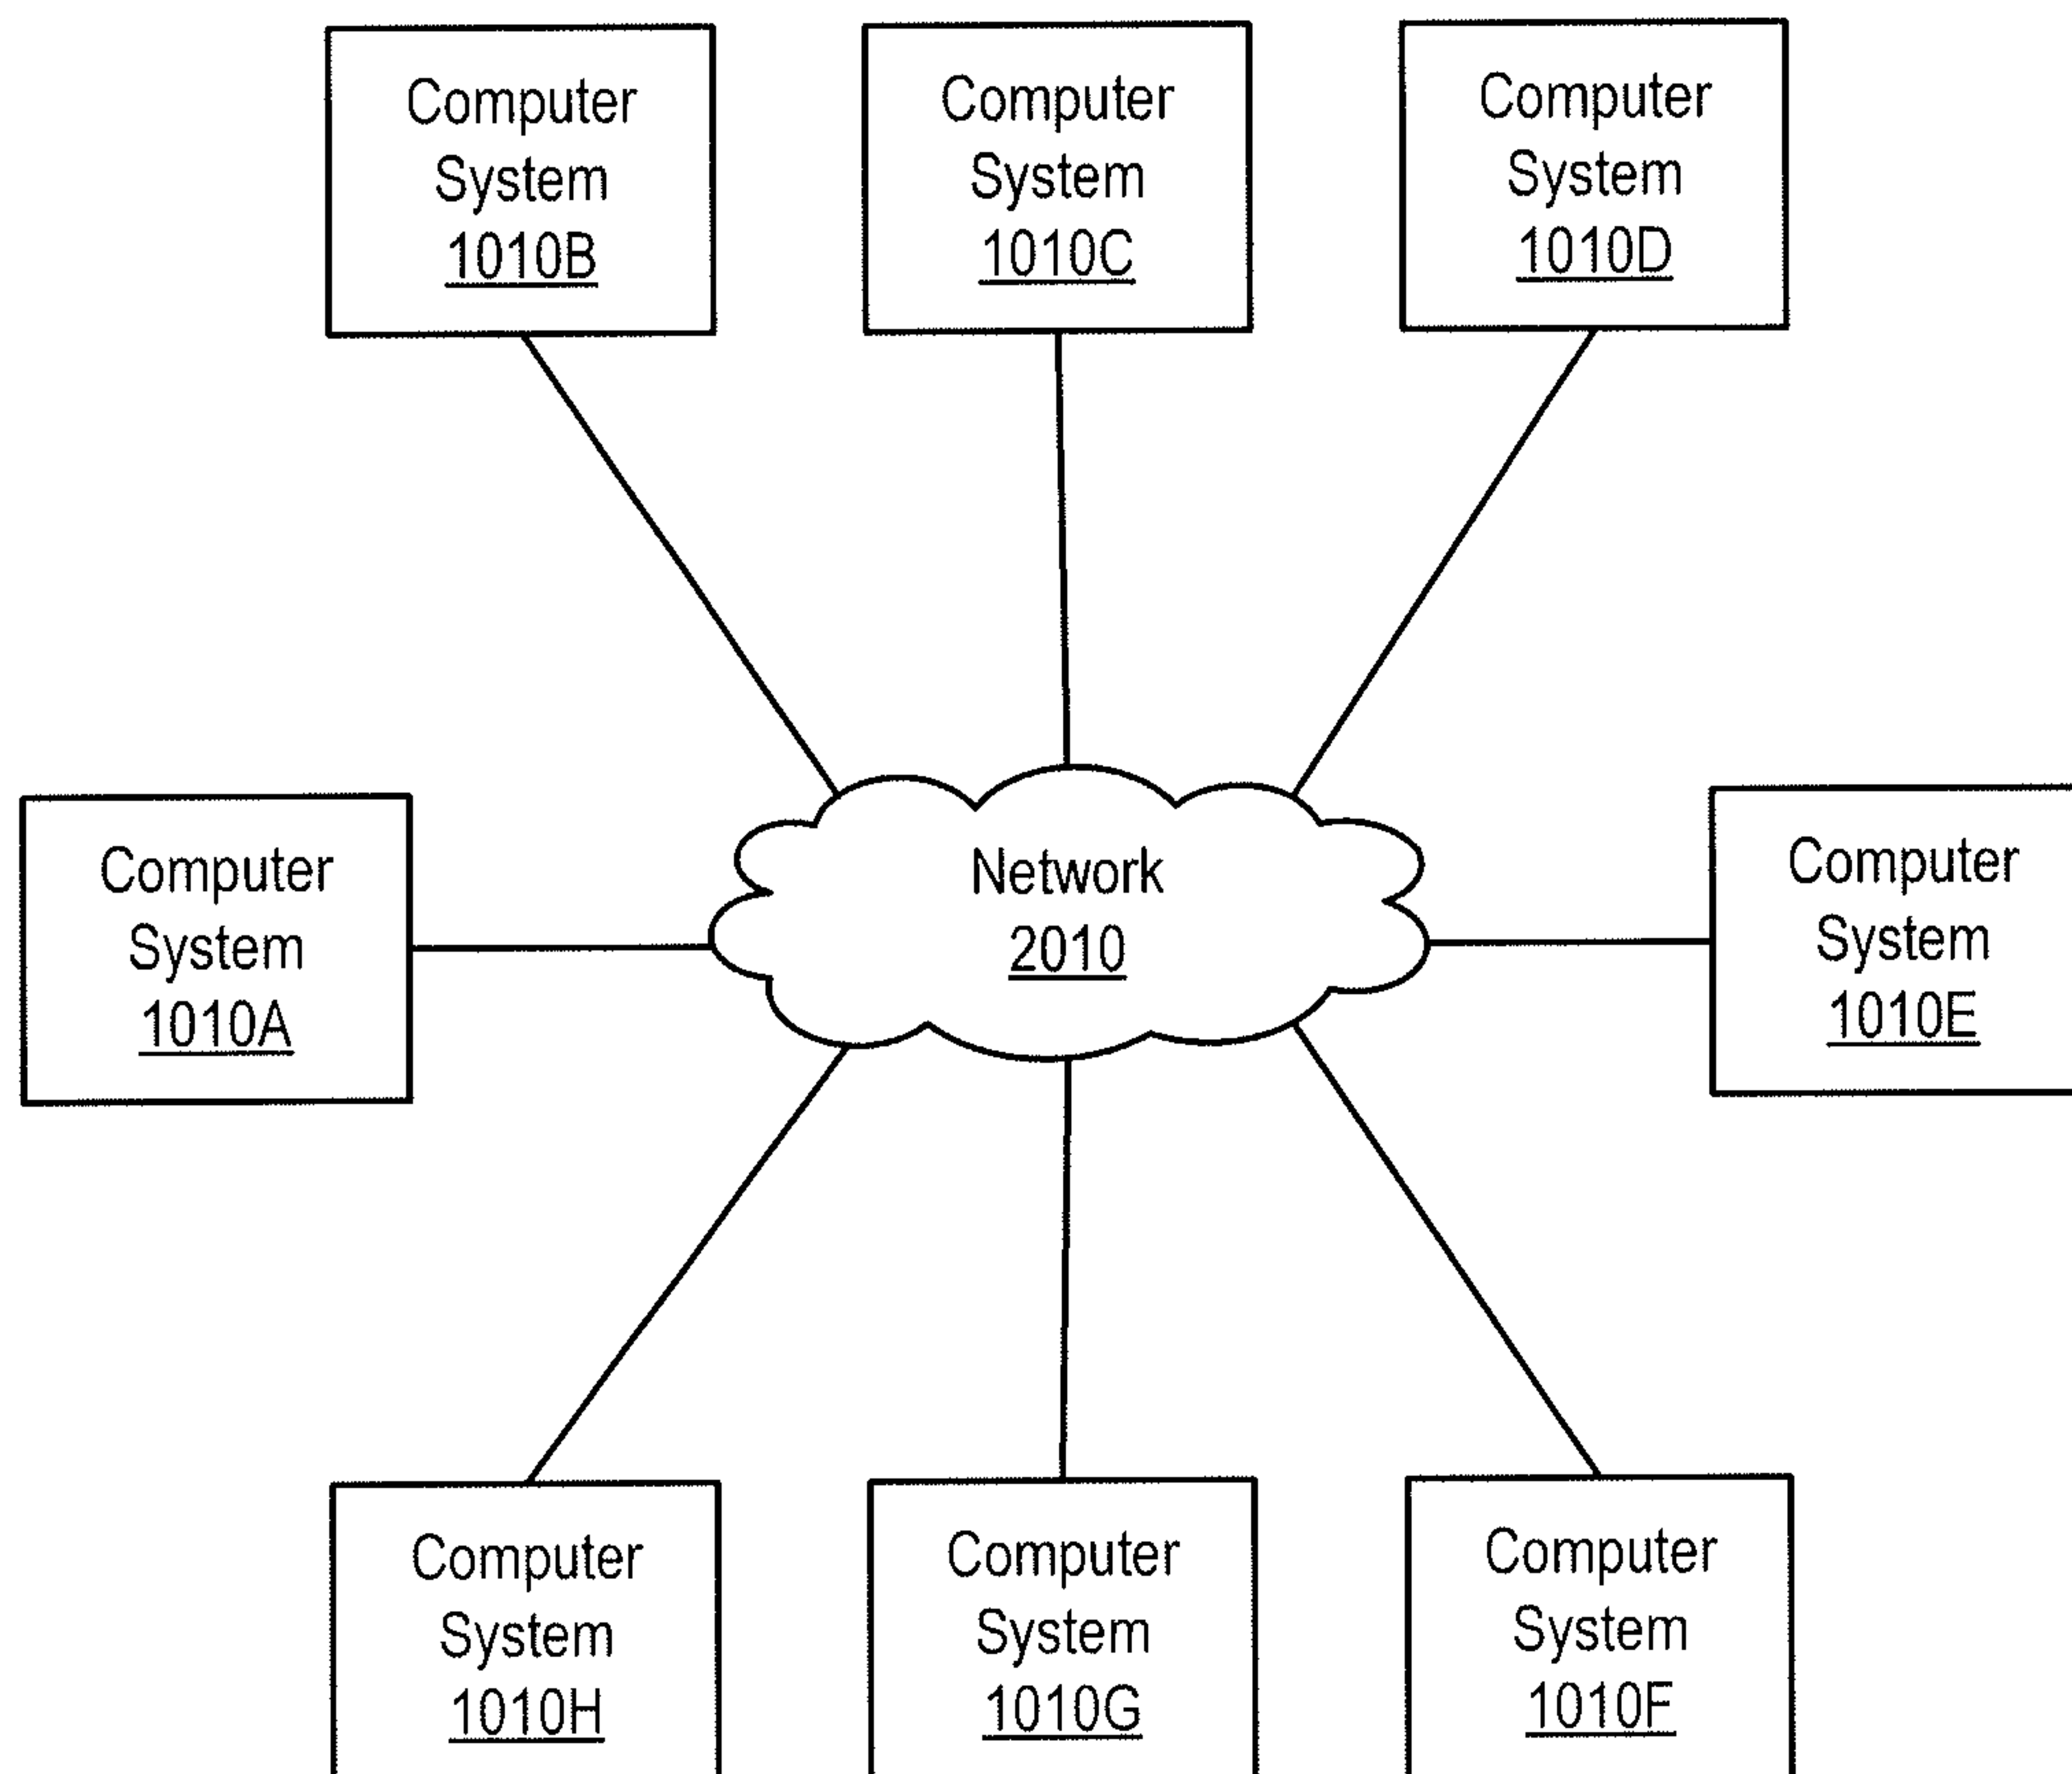 Computer
System
1010B
Computer
System
1010C
Computer
System
1010D
Computer
System
1010A
Network
2010
Computer
System
1010E
Computer
System
1010H
Computer
System
1010G
Computer
System
1010F